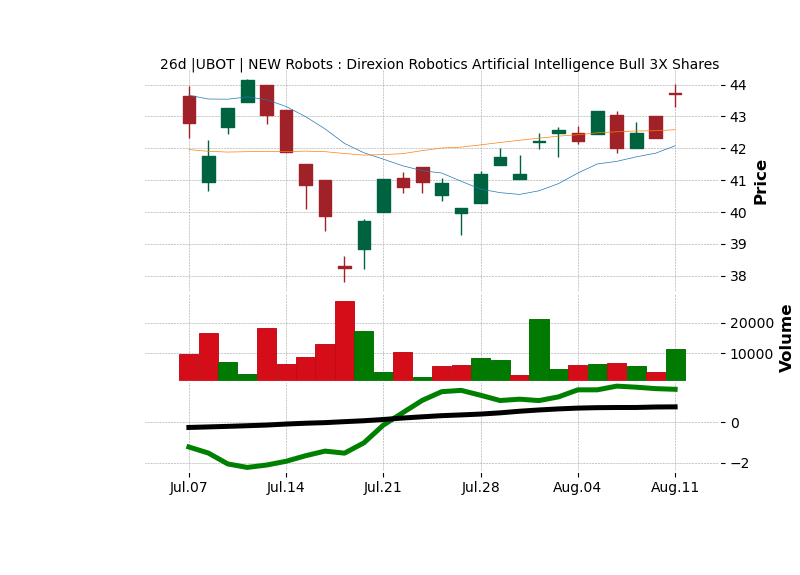 26d |UBOT | NEW Robots : Direxion Robotics Artificial Intelligence Bull 3X Shares
44
43
42
41
40
39
38
Price
20000
10000
Volume
0
−2
Jul.07 Jul.14 Jul.21 Jul.28 Aug.04 Aug.11